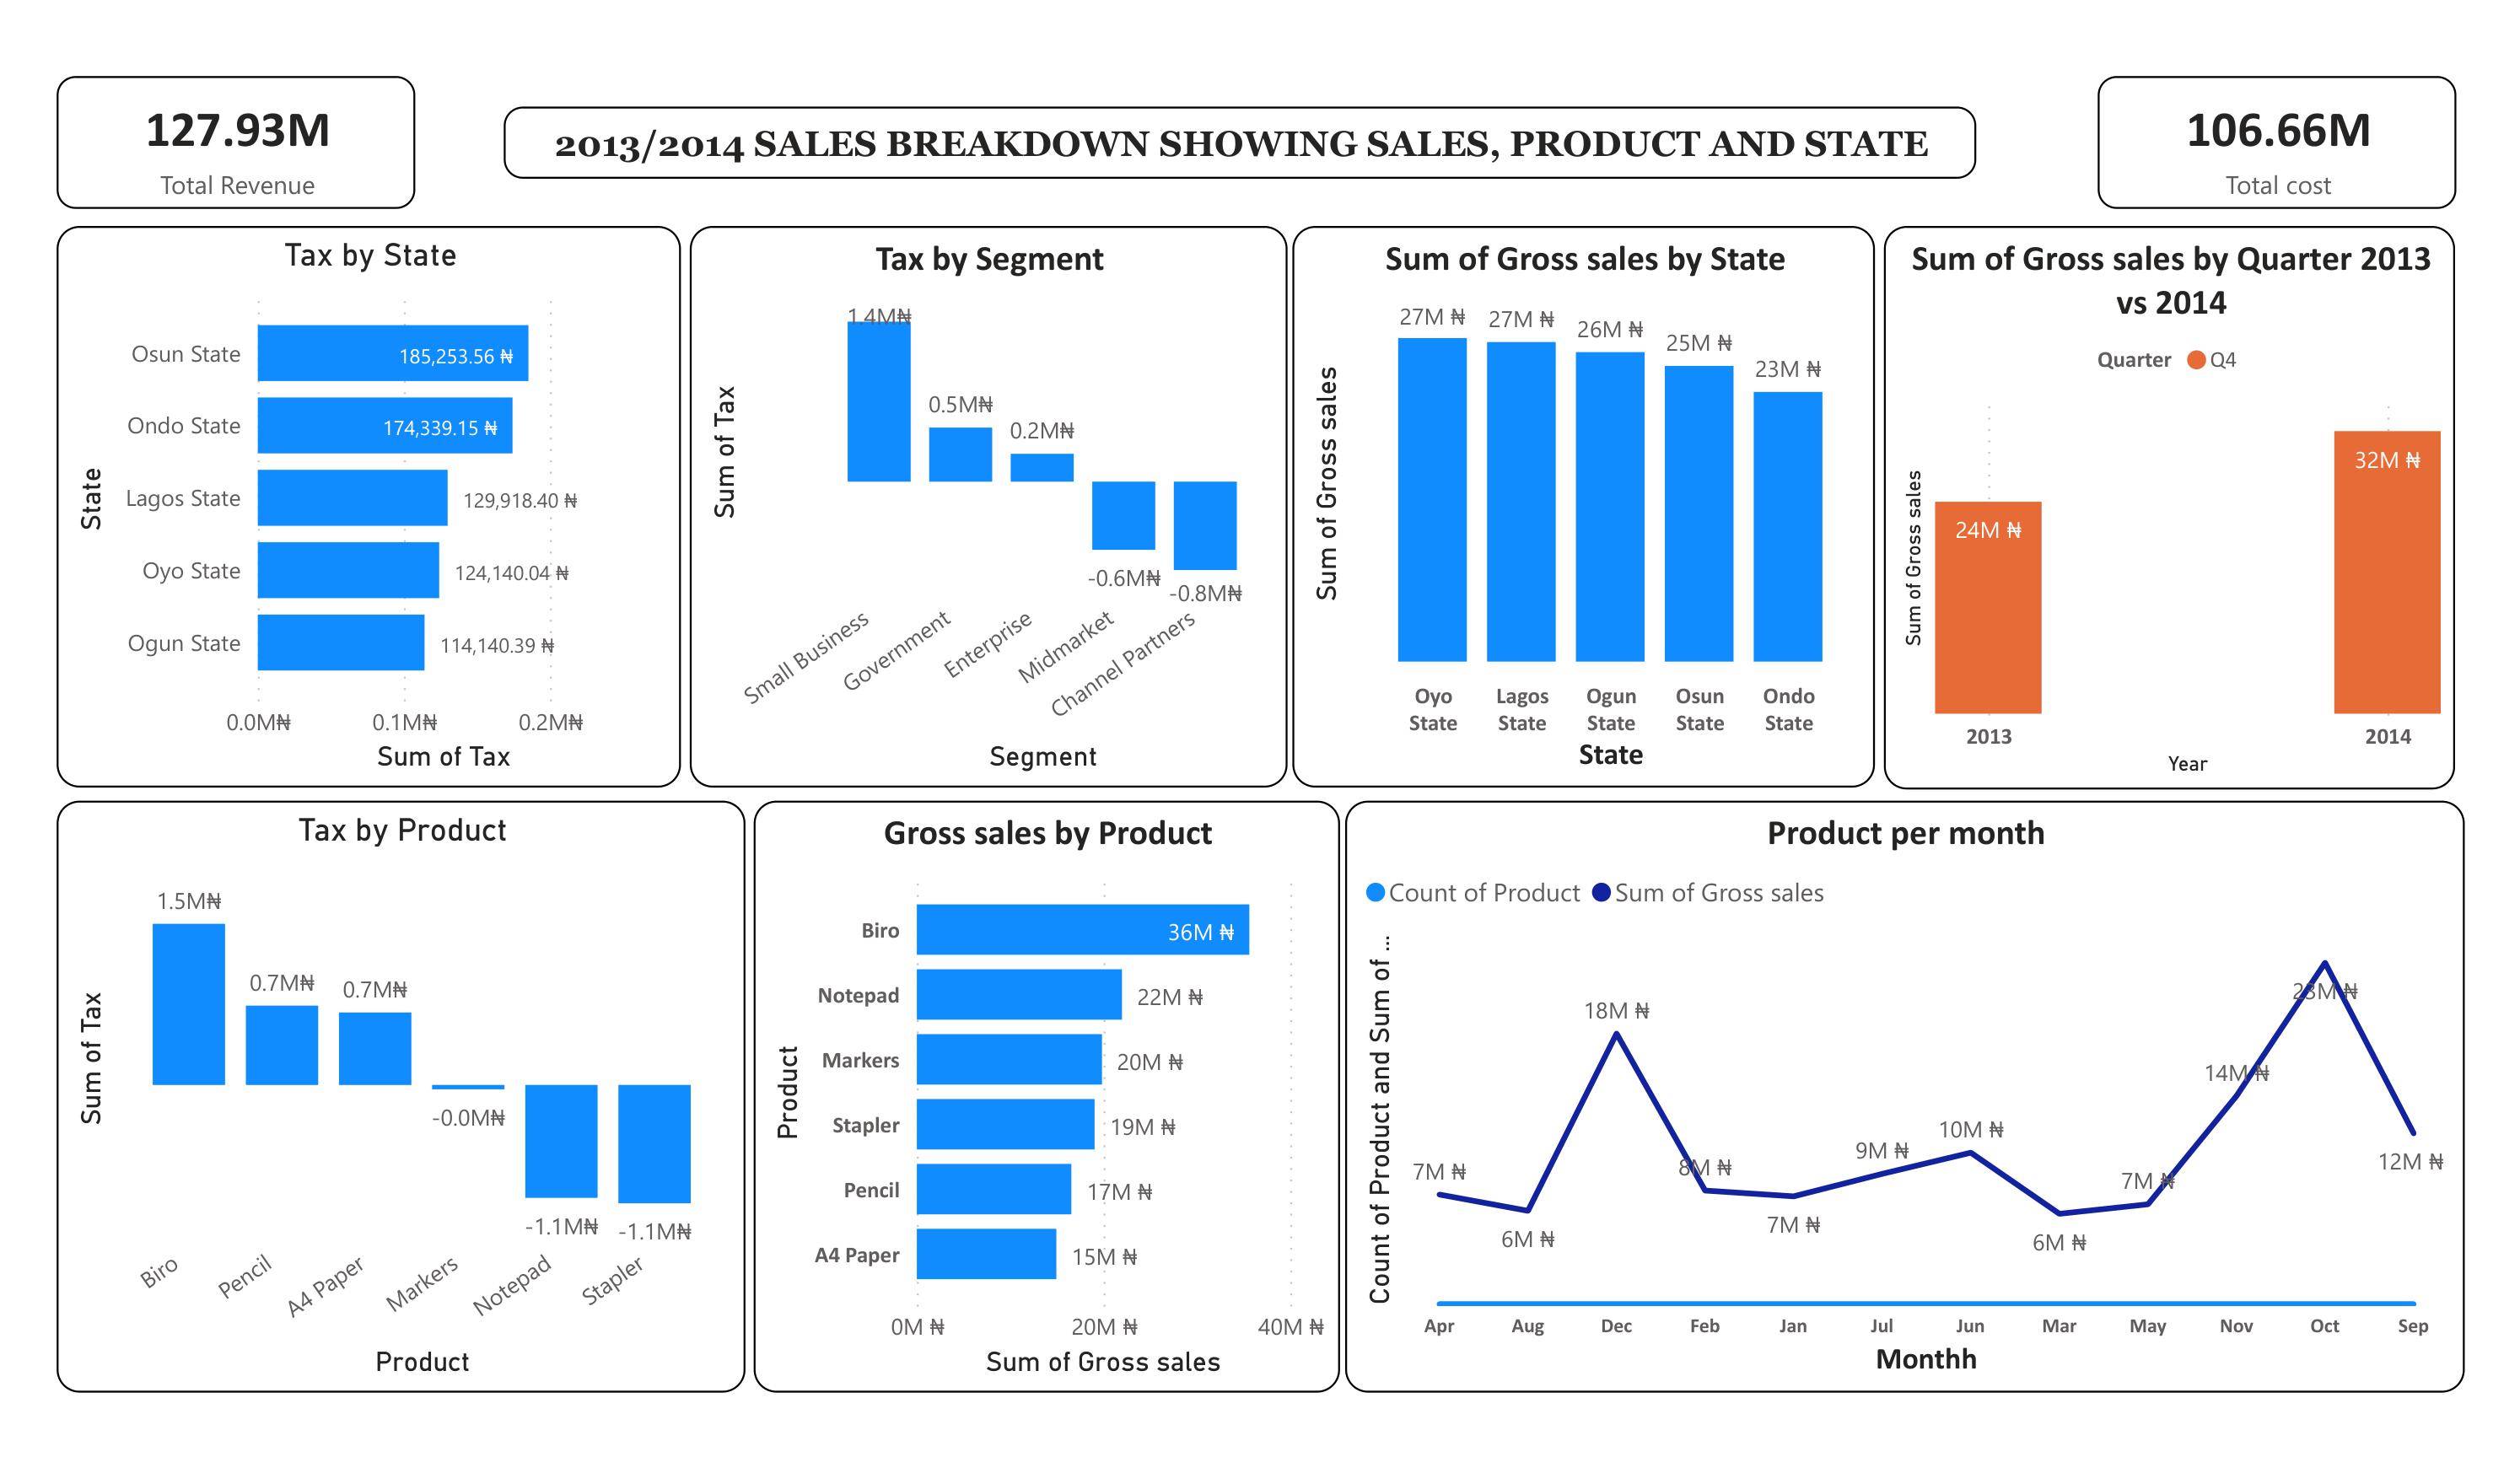 127.93M
Total Revenue
2013/2014 SALES BREAKDOWN SHOWING SALES, PRODUCT AND STATE
106.66M
Total cost
Tax by State
State
Osun State
185,253.56 ₦
Ondo State
174,339.15 ₦
Lagos State
129,918.40 ₦
Oyo State
124,140.04 ₦
Ogun State
114,140.39 ₦
0.0M₦ 0.1M₦ 0.2M₦
Sum of Tax
Tax by Segment
Sum of Tax
1.4M₦
0.5M₦
0.2M₦
-0.6M₦
-0.8M₦
Small Business
Government
Enterprise
Midmarket
Channel Partners
Segment
Sum of Gross sales by State
Sum of Gross sales
27M ₦ 27M ₦ 26M ₦ 25M ₦ 23M ₦
Oyo State
Lagos State
Ogun State
Osun State
Ondo State
State
Sum of Gross sales by Quarter 2013
vs 2014
Quarter Q4
Sum of Gross sales
24M ₦
32M ₦
2013 2014
Year
Tax by Product
Sum of Tax
1.5M₦
0.7M₦
0.7M₦
-0.0M₦
-1.1M₦
-1.1M₦
Biro
Pencil
A4 Paper
Markers
Notepad
Stapler
Product
Gross sales by Product
Product
Biro
36M ₦
Notepad
22M ₦
Markers
20M ₦
Stapler
19M ₦
Pencil
17M ₦
A4 Paper
15M ₦
0M ₦ 20M ₦ 40M ₦
Sum of Gross sales
Product per month
Count of Product Sum of Gross sales
Count of Product and Sum of ...
7M ₦
6M ₦
18M ₦
8M ₦
7M ₦
9M ₦
10M ₦
6M ₦
7M ₦
14M ₦
23M ₦
12M ₦
Apr Aug Dec Feb Jan Jul Jun Mar May Nov Oct Sep
Monthh